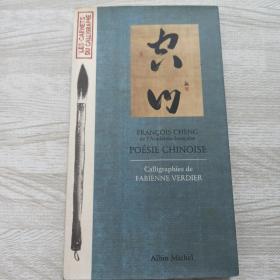 LES CARNETS
DU CALLIGRAPHE
FRANÇOIS CHENG
de l'Académie française
POÉSIE CHINOISE
Calligraphies de
FABIENNE VERDIER
Albin Michel